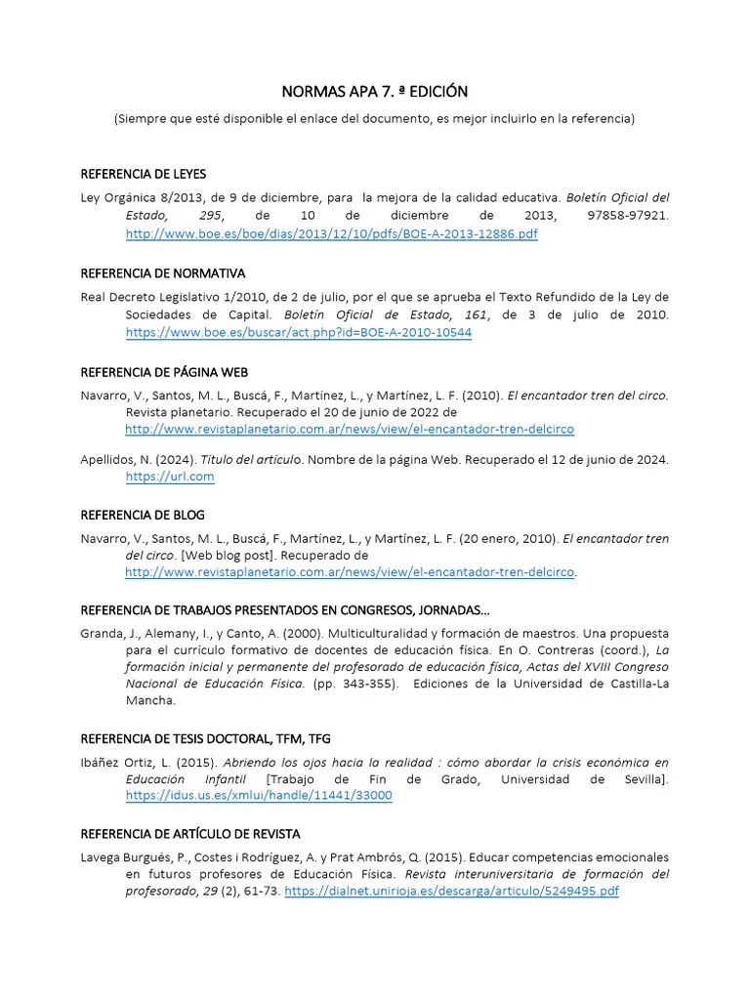 NORMAS APA 7. ª EDICIÓN
(Siempre que esté disponible el enlace del documento, es mejor incluirlo en la referencia)
REFERENCIA DE LEYES
Ley Orgánica 8/2013, de 9 de diciembre, para  la mejora de la calidad educativa. Boletín Oficial del
Estado, 295, de 10 de diciembre de 2013, 97858-97921.
http://www.boe.es/boe/dias/2013/12/10/pdfs/BOE-A-2013-12886.pdf
REFERENCIA DE NORMATIVA
Real Decreto Legislativo 1/2010, de 2 de julio, por el que se aprueba el Texto Refundido de la Ley de
Sociedades de Capital. Boletín Oficial de Estado, 161, de 3 de julio de 2010.
https://www.boe.es/buscar/act.php?id=BOE-A-2010-10544
REFERENCIA DE PÁGINA WEB
Navarro, V., Santos, M. L., Buscá, F., Martínez, L., y Martínez, L. F. (2010). El encantador tren del circo.
Revista planetario. Recuperado el 20 de junio de 2022 de
http://www.revistaplanetario.com.ar/news/view/el-encantador-tren-delcirco
Apellidos, N. (2024). Título del artículo. Nombre de la página Web. Recuperado el 12 de junio de 2024.
https://url.com
REFERENCIA DE BLOG
Navarro, V., Santos, M. L., Buscá, F., Martínez, L., y Martínez, L. F. (20 enero, 2010). El encantador tren
del circo. [Web blog post]. Recuperado de
http://www.revistaplanetario.com.ar/news/view/el-encantador-tren-delcirco.
REFERENCIA DE TRABAJOS PRESENTADOS EN CONGRESOS, JORNADAS…
Granda, J., Alemany, I., y Canto, A. (2000). Multiculturalidad y formación de maestros. Una propuesta
para el currículo formativo de docentes de educación física. En O. Contreras (coord.), La
formación inicial y permanente del profesorado de educación física, Actas del XVIII Congreso
Nacional de Educación Física. (pp. 343-355).  Ediciones de la Universidad de Castilla-La
Mancha.
REFERENCIA DE TESIS DOCTORAL, TFM, TFG
Ibáñez Ortiz, L. (2015). Abriendo los ojos hacia la realidad : cómo abordar la crisis económica en
Educación Infantil [Trabajo de Fin de Grado, Universidad de Sevilla].
https://idus.us.es/xmlui/handle/11441/33000
REFERENCIA DE ARTÍCULO DE REVISTA
Lavega Burgués, P., Costes i Rodríguez, A. y Prat Ambrós, Q. (2015). Educar competencias emocionales
en futuros profesores de Educación Física. Revista interuniversitaria de formación del
profesorado, 29 (2), 61-73. https://dialnet.unirioja.es/descarga/articulo/5249495.pdf